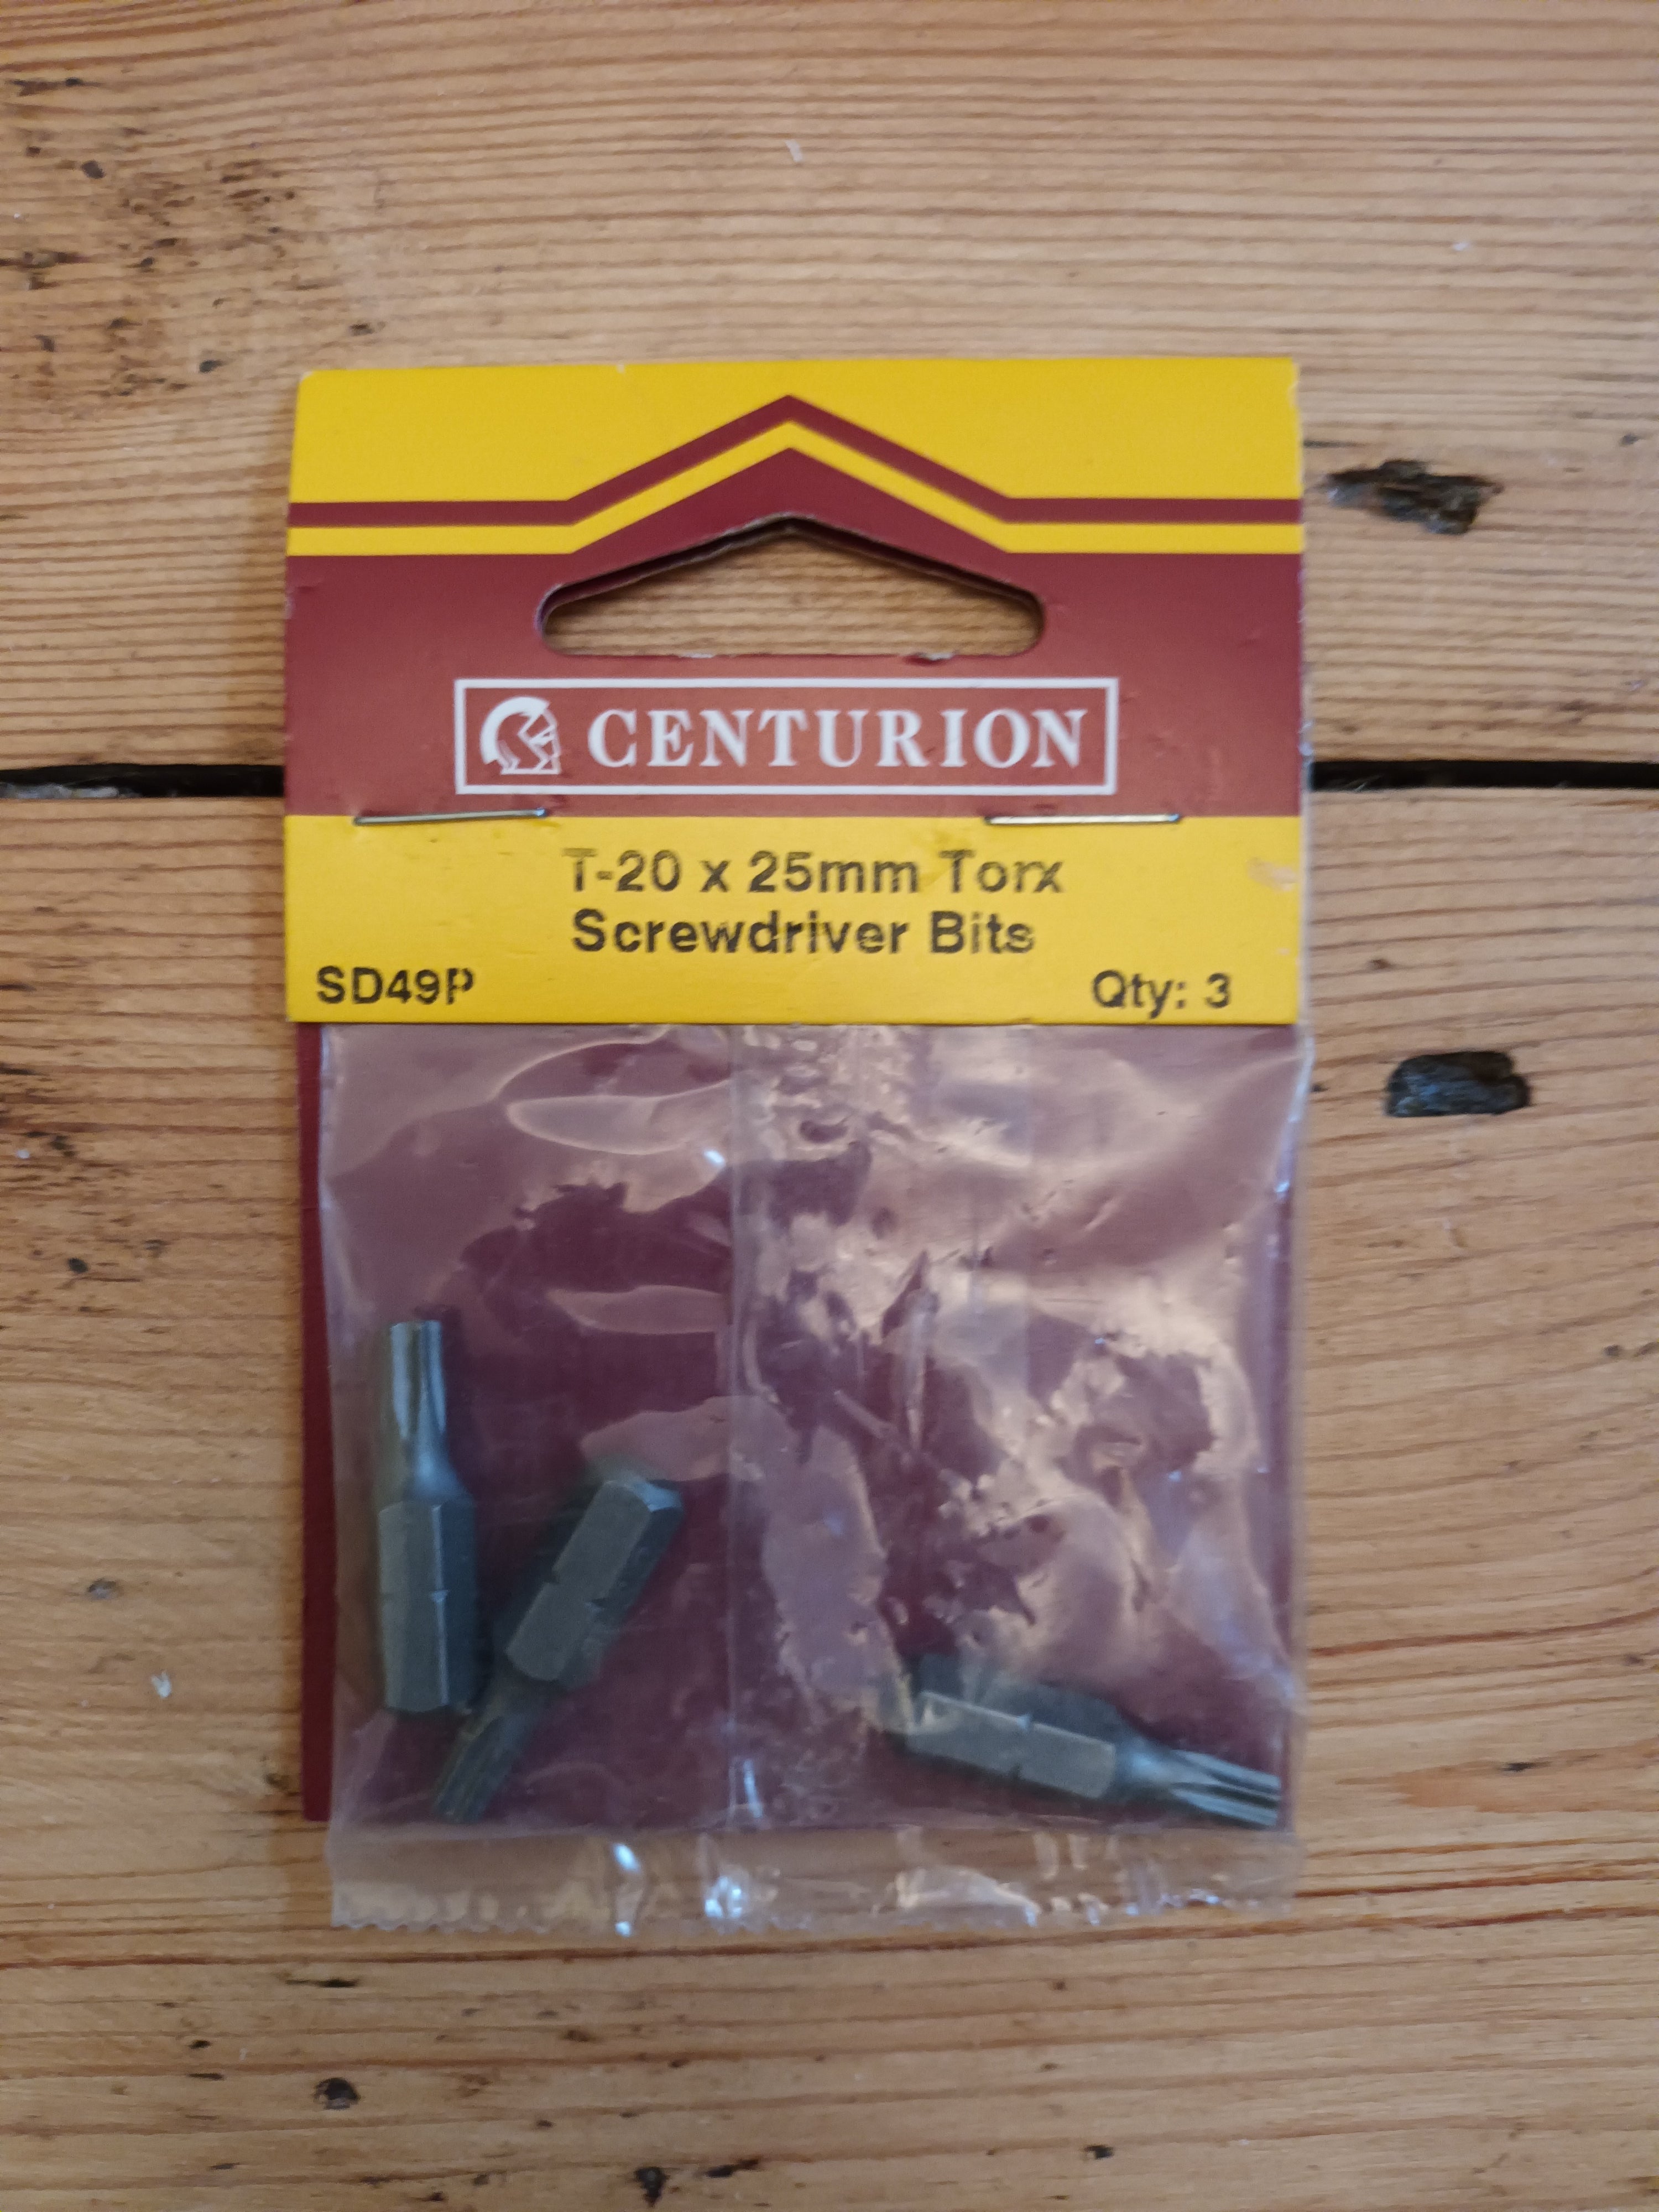 CENTURION
T-20 x 25mm Torx
Screwdriver Bits
SD49P
Qty: 3